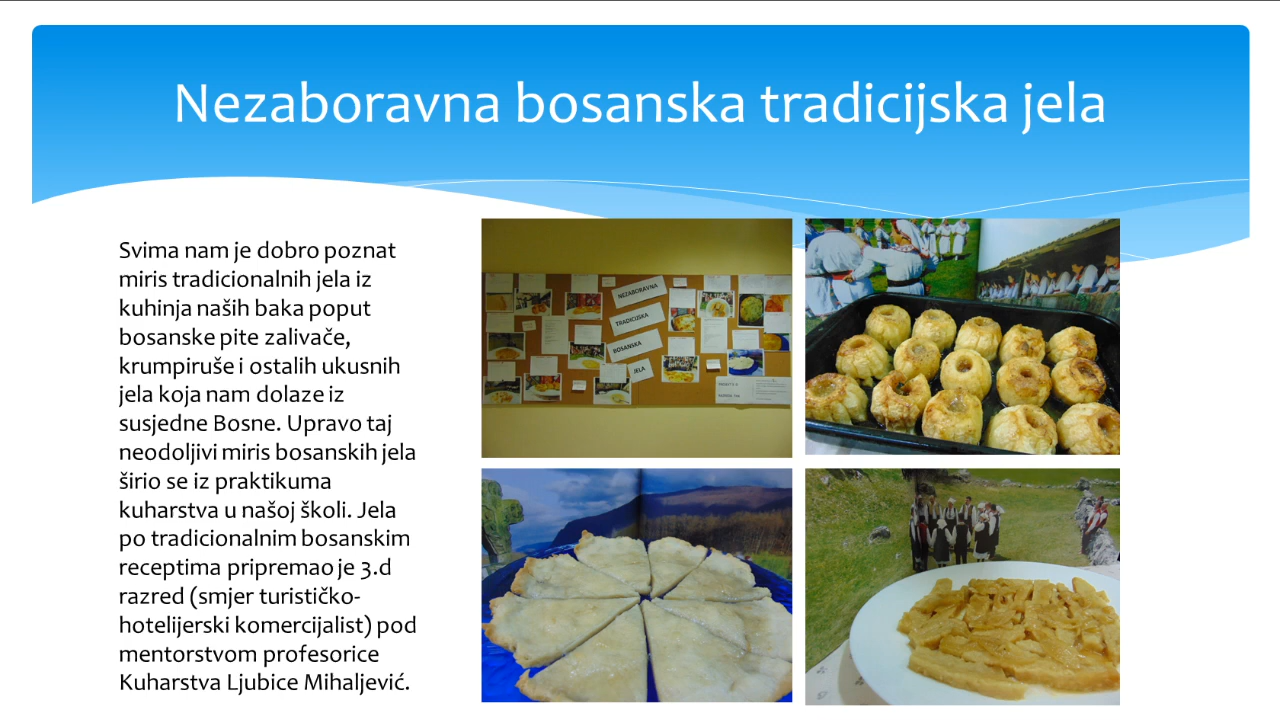 Nezaboravna bosanska tradicijska jela
Svima nam je dobro poznat
miris tradicionalnih jela iz
kuhinja naših baka poput
bosanske pite zalivače,
krumpiruše i ostalih ukusnih
jela koja nam dolaze iz
susjedne Bosne. Upravo taj
neodoljivi miris bosanskih jela
širio se iz praktikuma
kuharstva u našoj školi. Jela
po tradicionalnim bosanskim
receptima pripremao je 3.d
razred (smjer turističko-
hotelijerski komercijalist) pod
mentorstvom profesorice
Kuharstva Ljubice Mihaljević.
NEZABORAVNA
TRADICIJSKA
BOSANSKA
JELA